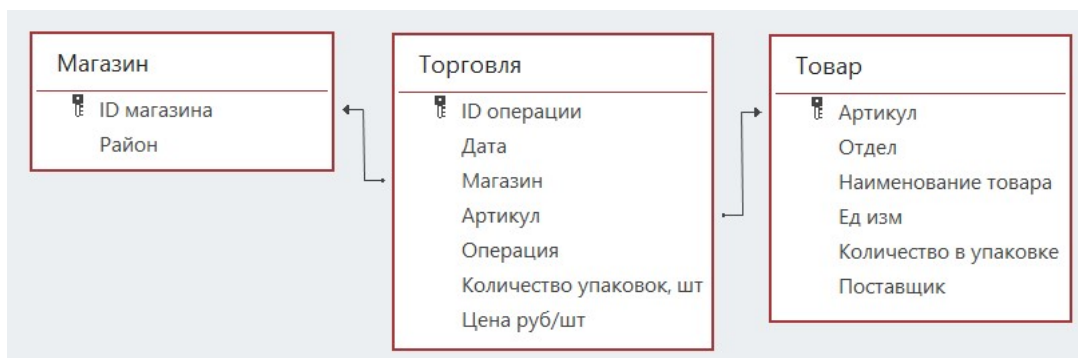 Магазин
ID магазина
Район
Торговля
ID операции
Дата
Магазин
Артикул
Операция
Количество упаковок, шт
Цена руб/шт
Товар
Артикул
Отдел
Наименование товара
Ед изм
Количество в упаковке
Поставщик